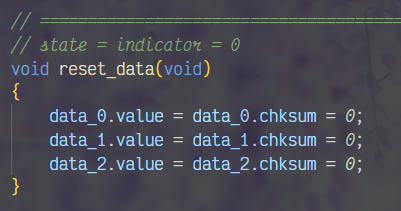 // ========================================
// state = indicator = 0
void reset_data(void)
{
    data_0.value = data_0.chksum = 0;
    data_1.value = data_1.chksum = 0;
    data_2.value = data_2.chksum = 0;
}